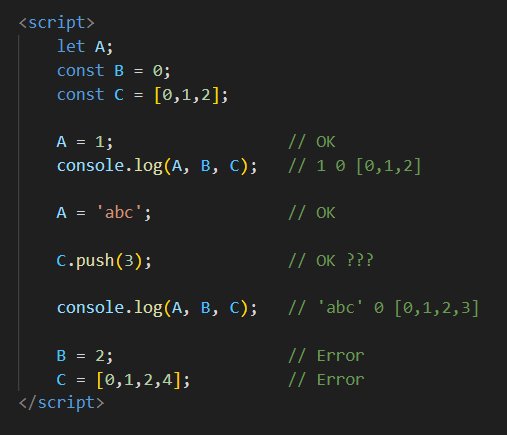 <script>
let A;
const B = 0;
const C = [0,1,2];
A = 1; // OK
console.log(A, B, C); // 1 0 [0,1,2]
A = 'abc'; // OK
C.push(3); // OK ???
console.log(A, B, C); // 'abc' 0 [0,1,2,3]
B = 2; // Error
C = [0,1,2,4]; // Error
</script>